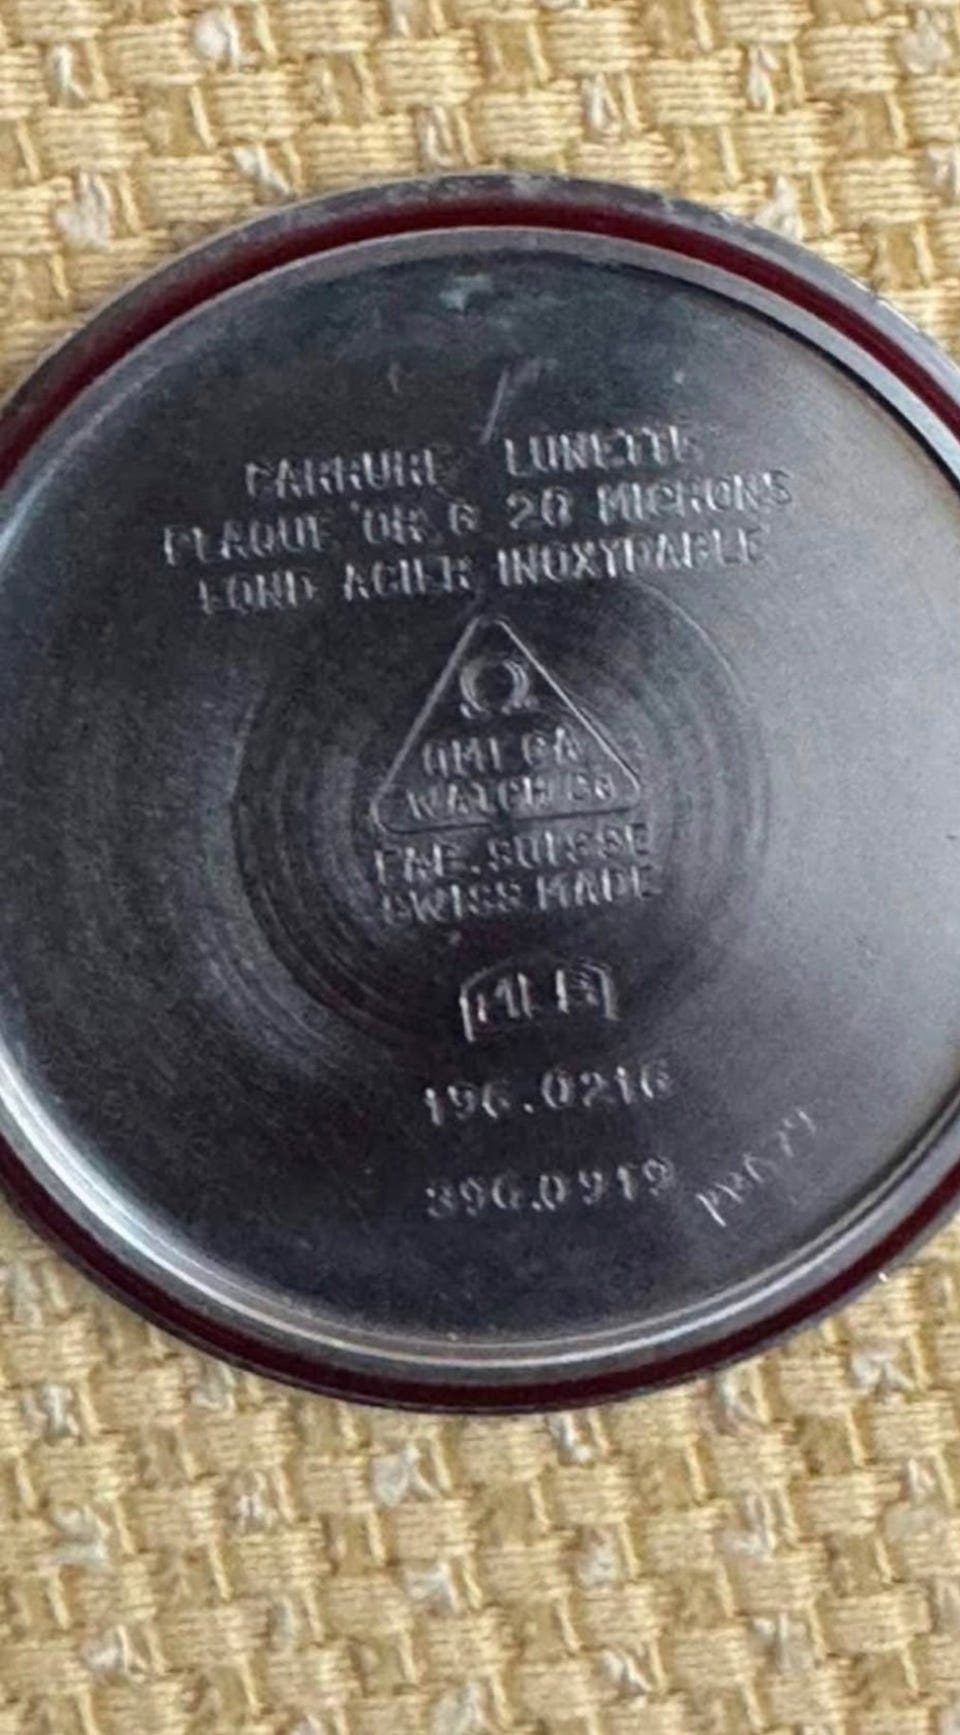 CARRURE LUNETTE
PLAQUE OR G 20 MICRONS
FOND ACIER INOXYDABLE
Ω
OMEGA
WATCH Co
FAB. SUISSE
SWISS MADE
196.0216
396.0919